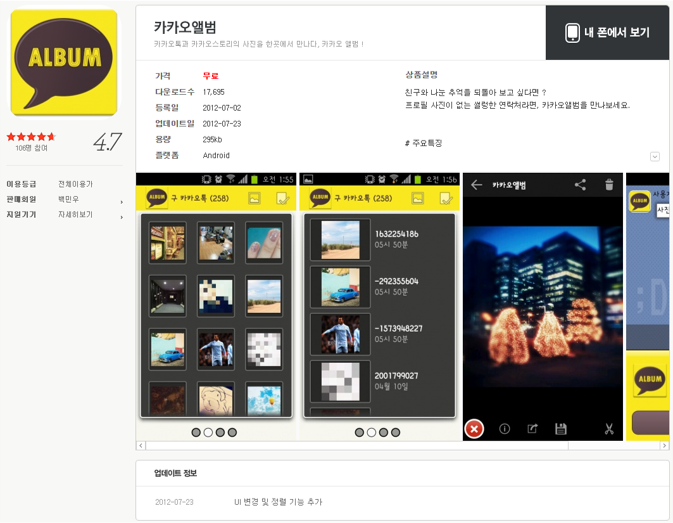 ALBUM
4.7
106명 참여
이용등급 전체이용가
판매회원 백민우
지원기기 자세히보기
카카오앨범
카카오톡과 카카오스토리의 사진을 한곳에서 만나다, 카카오 앨범 !
내 폰에서 보기
가격 무료
다운로드수 17,695
등록일 2012-07-02
업데이트일 2012-07-23
용량 295kb
플랫폼 Android
상품설명
친구와 나눈 추억을 되돌아 보고 싶다면 ?
프로필 사진이 없는 썰렁한 연락처라면, 카카오앨범을 만나보세요.
# 주요특징
오전 1:55
ALBUM 구 카카오톡 (258)
오전 1:56
ALBUM 구 카카오톡 (258)
1632254186
05시 50분
-292355604
05시 50분
-1573948227
05시 50분
2001799027
04월 10일
카카오앨범
ALBUM
;D
ALBUM
업데이트 정보
2012-07-23 UI 변경 및 정렬 기능 추가